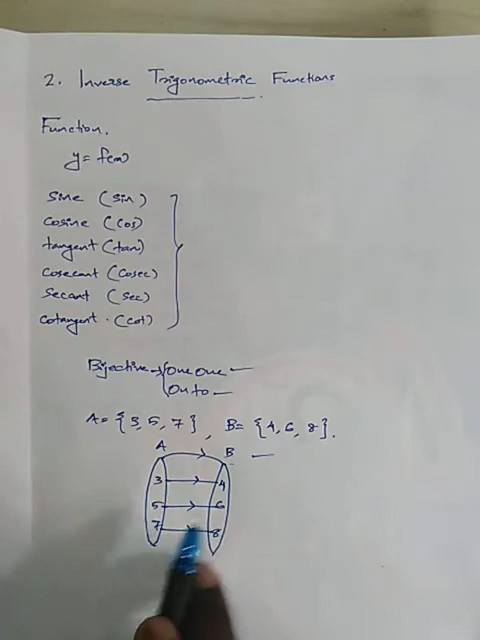 2. Inverse Trigonometric Functions
Function.
y = f(x)
Sine (sin)
Cosine (cos)
tangent (tan)
Cosecant (Cosec)
Secant (sec)
Cotangent. (cot)
Bijective → { one one —
Onto —
A = {3, 5, 7}, B = {4, 6, 8}.
A B —
3 4
5 6
7 8